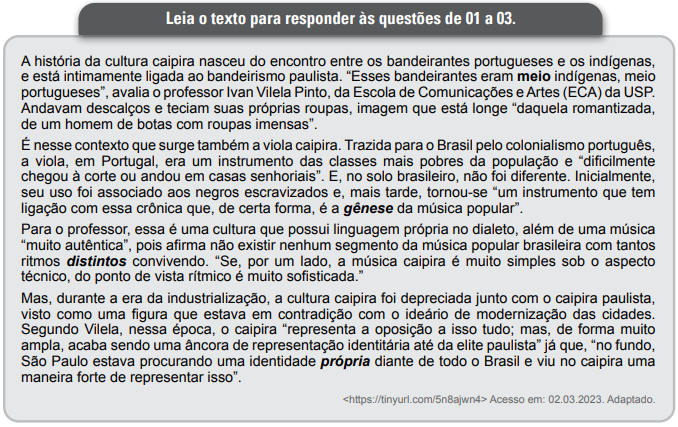 Leia o texto para responder às questões de 01 a 03.
A história da cultura caipira nasceu do encontro entre os bandeirantes portugueses e os indígenas,
e está intimamente ligada ao bandeirismo paulista. “Esses bandeirantes eram meio indígenas, meio
portugueses”, avalia o professor Ivan Vilela Pinto, da Escola de Comunicações e Artes (ECA) da USP.
Andavam descalços e teciam suas próprias roupas, imagem que está longe “daquela romantizada,
de um homem de botas com roupas imensas”.
É nesse contexto que surge também a viola caipira. Trazida para o Brasil pelo colonialismo português,
a viola, em Portugal, era um instrumento das classes mais pobres da população e “dificilmente
chegou à corte ou andou em casas senhoriais”. E, no solo brasileiro, não foi diferente. Inicialmente,
seu uso foi associado aos negros escravizados e, mais tarde, tornou-se “um instrumento que tem
ligação com essa crônica que, de certa forma, é a gênese da música popular”.
Para o professor, essa é uma cultura que possui linguagem própria no dialeto, além de uma música
“muito autêntica”, pois afirma não existir nenhum segmento da música popular brasileira com tantos
ritmos distintos convivendo. “Se, por um lado, a música caipira é muito simples sob o aspecto
técnico, do ponto de vista rítmico é muito sofisticada.”
Mas, durante a era da industrialização, a cultura caipira foi depreciada junto com o caipira paulista,
visto como uma figura que estava em contradição com o ideário de modernização das cidades.
Segundo Vilela, nessa época, o caipira “representa a oposição a isso tudo; mas, de forma muito
ampla, acaba sendo uma âncora de representação identitária até da elite paulista” já que, “no fundo,
São Paulo estava procurando uma identidade própria diante de todo o Brasil e viu no caipira uma
maneira forte de representar isso”.
<https://tinyurl.com/5n8ajwn4> Acesso em: 02.03.2023. Adaptado.